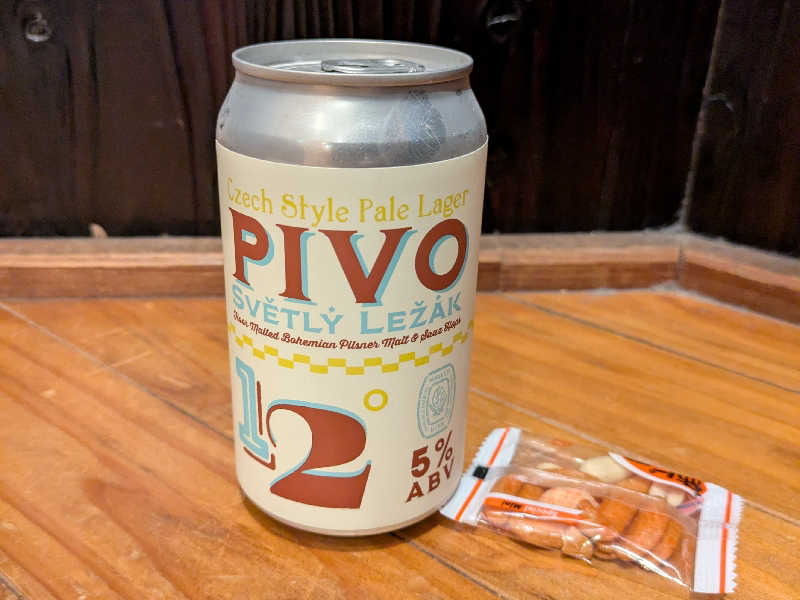 Czech Style Pale Lager
PIVO
SVĚTLÝ LEŽÁK
Floor Malted Bohemian Pilsner Malt & Saaz Hops
12°
5%
ABV